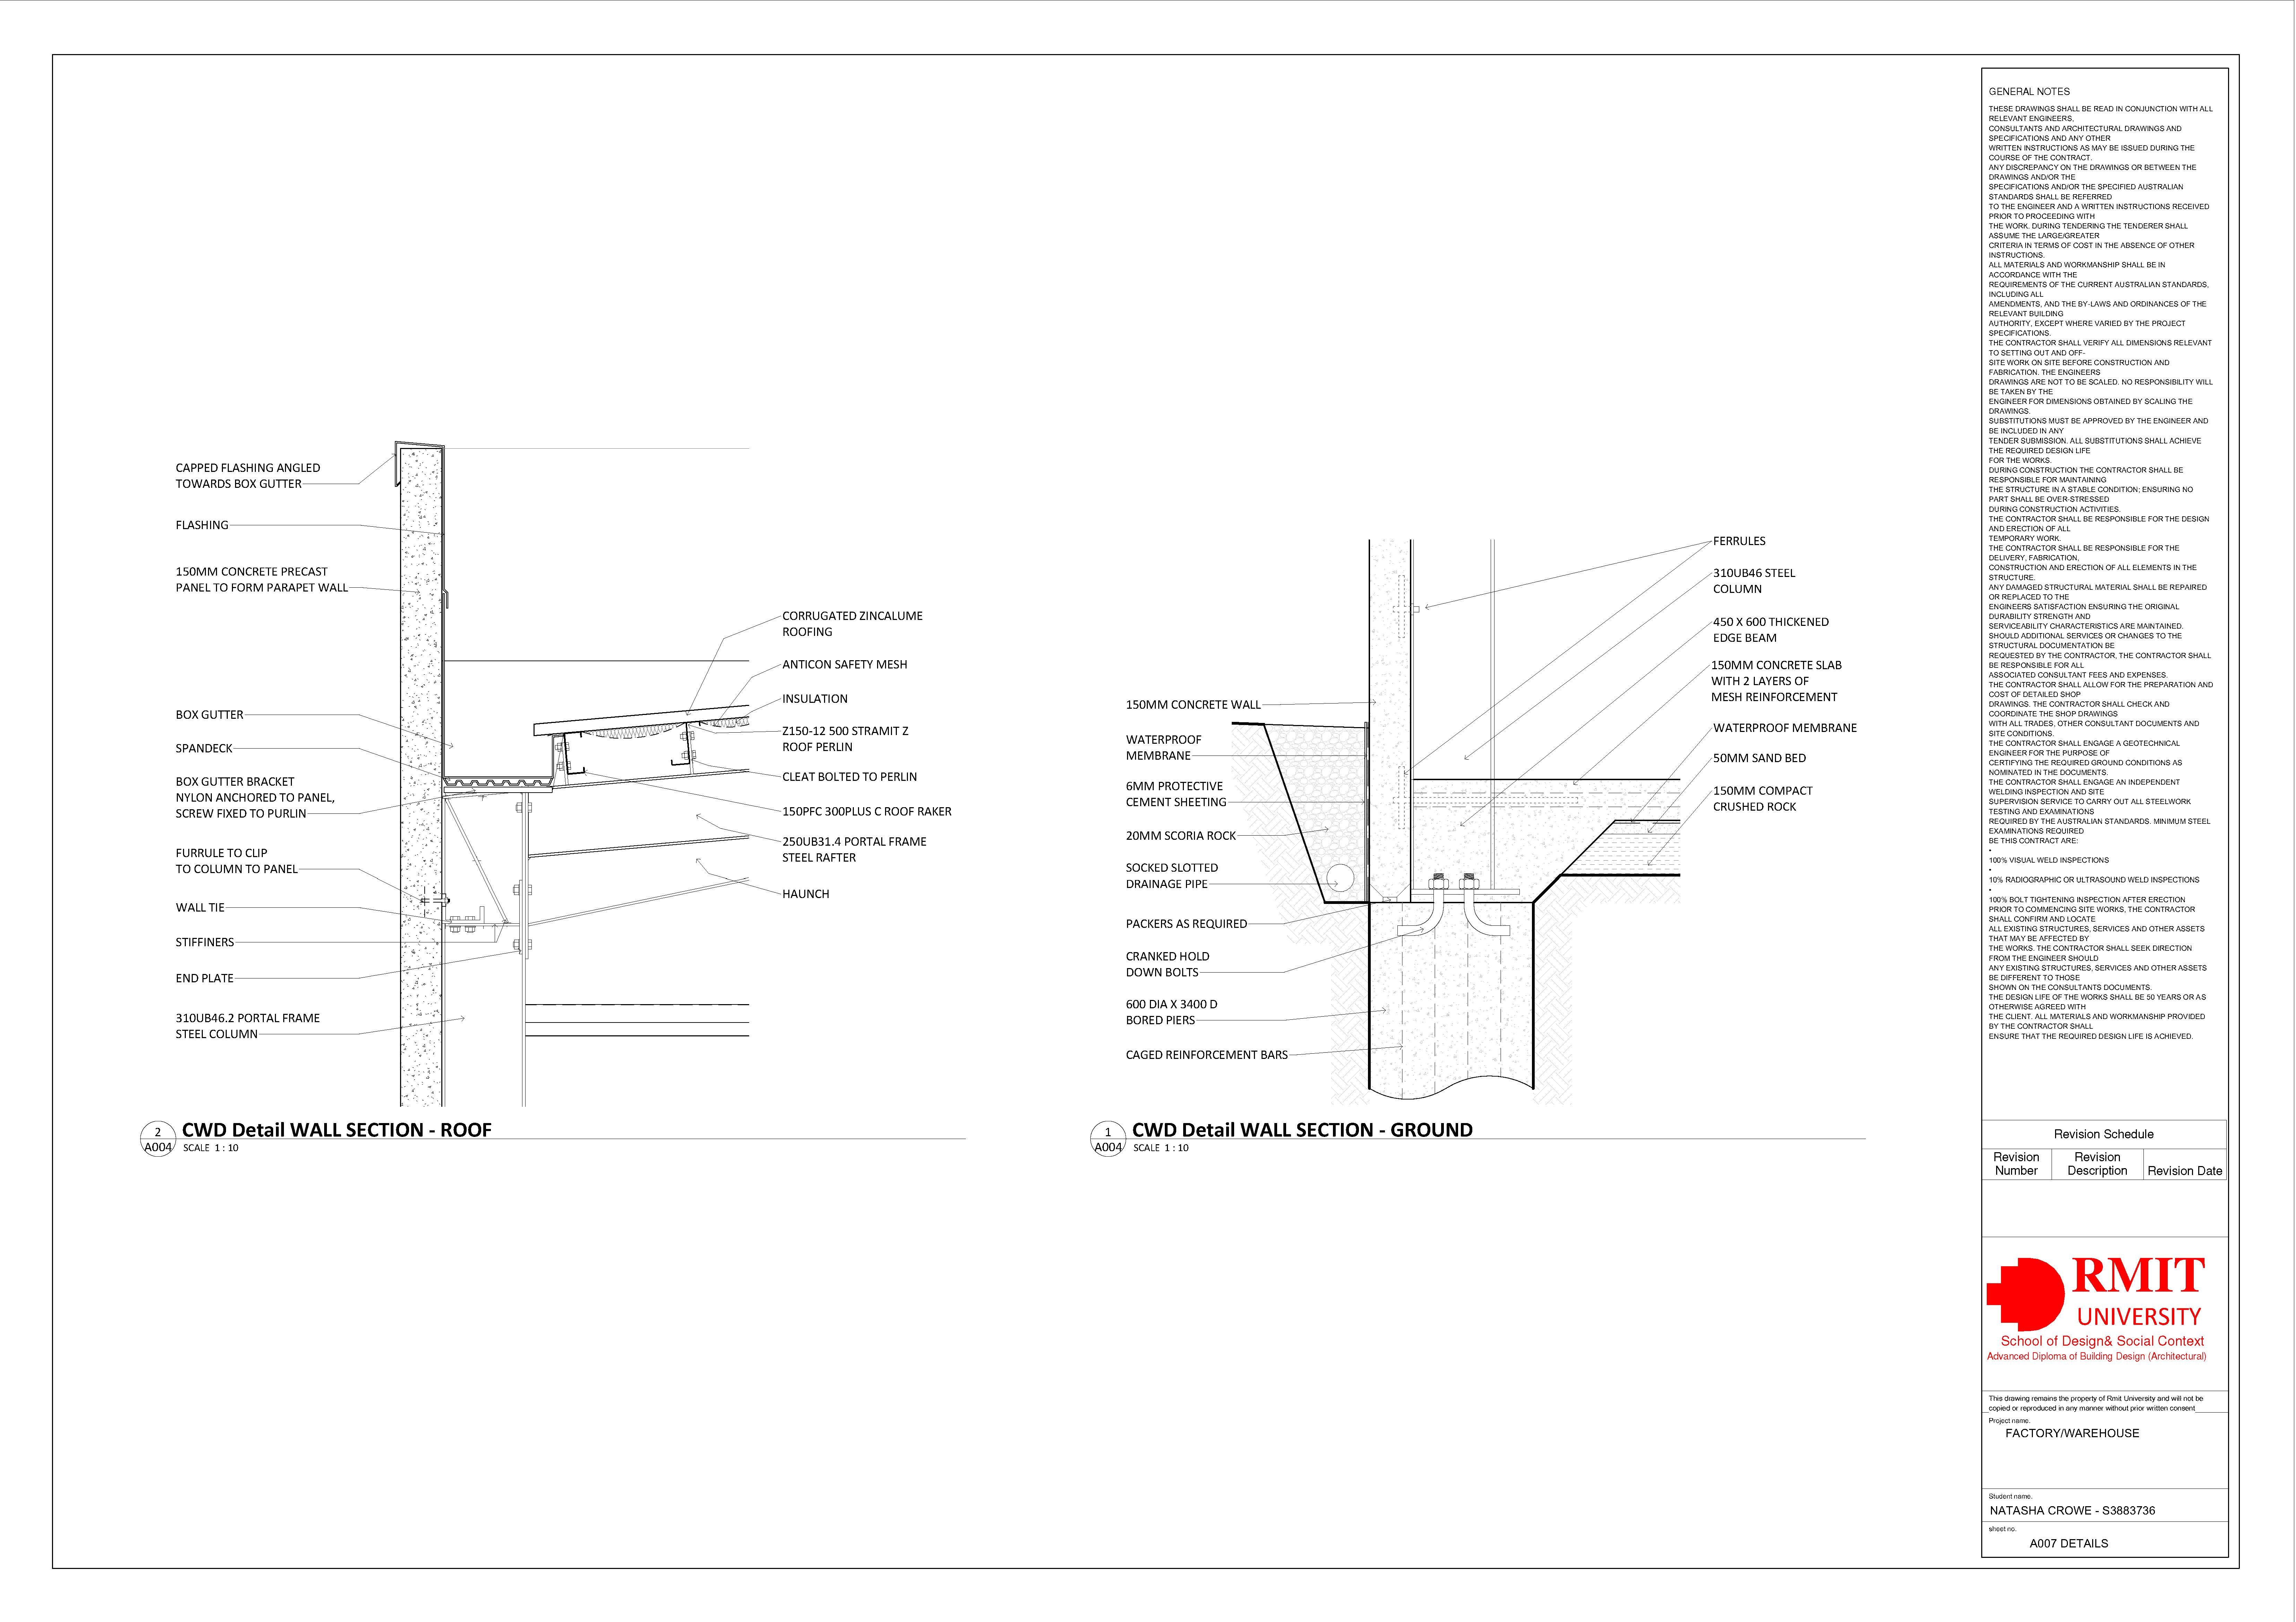 CAPPED FLASHING ANGLED
TOWARDS BOX GUTTER
FLASHING
150MM CONCRETE PRECAST
PANEL TO FORM PARAPET WALL
BOX GUTTER
SPANDECK
BOX GUTTER BRACKET
NYLON ANCHORED TO PANEL,
SCREW FIXED TO PURLIN
FURRULE TO CLIP
TO COLUMN TO PANEL
WALL TIE
STIFFINERS
END PLATE
310UB46.2 PORTAL FRAME
STEEL COLUMN
CORRUGATED ZINCALUME
ROOFING
ANTICON SAFETY MESH
INSULATION
Z150-12 500 STRAMIT Z
ROOF PERLIN
CLEAT BOLTED TO PERLIN
150PFC 300PLUS C ROOF RAKER
250UB31.4 PORTAL FRAME
STEEL RAFTER
HAUNCH
2
A004
CWD Detail WALL SECTION - ROOF
SCALE 1 : 10
150MM CONCRETE WALL
WATERPROOF
MEMBRANE
6MM PROTECTIVE
CEMENT SHEETING
20MM SCORIA ROCK
SOCKED SLOTTED
DRAINAGE PIPE
PACKERS AS REQUIRED
CRANKED HOLD
DOWN BOLTS
600 DIA X 3400 D
BORED PIERS
CAGED REINFORCEMENT BARS
FERRULES
310UB46 STEEL
COLUMN
450 X 600 THICKENED
EDGE BEAM
150MM CONCRETE SLAB
WITH 2 LAYERS OF
MESH REINFORCEMENT
WATERPROOF MEMBRANE
50MM SAND BED
150MM COMPACT
CRUSHED ROCK
1
A004
CWD Detail WALL SECTION - GROUND
SCALE 1 : 10
GENERAL NOTES
THESE DRAWINGS SHALL BE READ IN CONJUNCTION WITH ALL
RELEVANT ENGINEERS,
CONSULTANTS AND ARCHITECTURAL DRAWINGS AND
SPECIFICATIONS AND ANY OTHER
WRITTEN INSTRUCTIONS AS MAY BE ISSUED DURING THE
COURSE OF THE CONTRACT.
ANY DISCREPANCY ON THE DRAWINGS OR BETWEEN THE
DRAWINGS AND/OR THE
SPECIFICATIONS AND/OR THE SPECIFIED AUSTRALIAN
STANDARDS SHALL BE REFERRED
TO THE ENGINEER AND A WRITTEN INSTRUCTIONS RECEIVED
PRIOR TO PROCEEDING WITH
THE WORK. DURING TENDERING THE TENDERER SHALL
ASSUME THE LARGE/GREATER
CRITERIA IN TERMS OF COST IN THE ABSENCE OF OTHER
INSTRUCTIONS.
ALL MATERIALS AND WORKMANSHIP SHALL BE IN
ACCORDANCE WITH THE
REQUIREMENTS OF THE CURRENT AUSTRALIAN STANDARDS,
INCLUDING ALL
AMENDMENTS, AND THE BY-LAWS AND ORDINANCES OF THE
RELEVANT BUILDING
AUTHORITY, EXCEPT WHERE VARIED BY THE PROJECT
SPECIFICATIONS.
THE CONTRACTOR SHALL VERIFY ALL DIMENSIONS RELEVANT
TO SETTING OUT AND OFF-
SITE WORK ON SITE BEFORE CONSTRUCTION AND
FABRICATION. THE ENGINEERS
DRAWINGS ARE NOT TO BE SCALED. NO RESPONSIBILITY WILL
BE TAKEN BY THE
ENGINEER FOR DIMENSIONS OBTAINED BY SCALING THE
DRAWINGS.
SUBSTITUTIONS MUST BE APPROVED BY THE ENGINEER AND
BE INCLUDED IN ANY
TENDER SUBMISSION. ALL SUBSTITUTIONS SHALL ACHIEVE
THE REQUIRED DESIGN LIFE
FOR THE WORKS.
DURING CONSTRUCTION THE CONTRACTOR SHALL BE
RESPONSIBLE FOR MAINTAINING
THE STRUCTURE IN A STABLE CONDITION; ENSURING NO
PART SHALL BE OVER-STRESSED
DURING CONSTRUCTION ACTIVITIES.
THE CONTRACTOR SHALL BE RESPONSIBLE FOR THE DESIGN
AND ERECTION OF ALL
TEMPORARY WORK.
THE CONTRACTOR SHALL BE RESPONSIBLE FOR THE
DELIVERY, FABRICATION,
CONSTRUCTION AND ERECTION OF ALL ELEMENTS IN THE
STRUCTURE.
ANY DAMAGED STRUCTURAL MATERIAL SHALL BE REPAIRED
OR REPLACED TO THE
ENGINEERS SATISFACTION ENSURING THE ORIGINAL
DURABILITY STRENGTH AND
SERVICEABILITY CHARACTERISTICS ARE MAINTAINED.
SHOULD ADDITIONAL SERVICES OR CHANGES TO THE
STRUCTURAL DOCUMENTATION BE
REQUESTED BY THE CONTRACTOR, THE CONTRACTOR SHALL
BE RESPONSIBLE FOR ALL
ASSOCIATED CONSULTANT FEES AND EXPENSES.
THE CONTRACTOR SHALL ALLOW FOR THE PREPARATION AND
COST OF DETAILED SHOP
DRAWINGS. THE CONTRACTOR SHALL CHECK AND
COORDINATE THE SHOP DRAWINGS
WITH ALL TRADES, OTHER CONSULTANT DOCUMENTS AND
SITE CONDITIONS.
THE CONTRACTOR SHALL ENGAGE A GEOTECHNICAL
ENGINEER FOR THE PURPOSE OF
CERTIFYING THE REQUIRED GROUND CONDITIONS AS
NOMINATED IN THE DOCUMENTS.
THE CONTRACTOR SHALL ENGAGE AN INDEPENDENT
WELDING INSPECTION AND SITE
SUPERVISION SERVICE TO CARRY OUT ALL STEELWORK
TESTING AND EXAMINATIONS
REQUIRED BY THE AUSTRALIAN STANDARDS. MINIMUM STEEL
EXAMINATIONS REQUIRED
BE THIS CONTRACT ARE:
•
100% VISUAL WELD INSPECTIONS
•
10% RADIOGRAPHIC OR ULTRASOUND WELD INSPECTIONS
•
100% BOLT TIGHTENING INSPECTION AFTER ERECTION
PRIOR TO COMMENCING SITE WORKS, THE CONTRACTOR
SHALL CONFIRM AND LOCATE
ALL EXISTING STRUCTURES, SERVICES AND OTHER ASSETS
THAT MAY BE AFFECTED BY
THE WORKS. THE CONTRACTOR SHALL SEEK DIRECTION
FROM THE ENGINEER SHOULD
ANY EXISTING STRUCTURES, SERVICES AND OTHER ASSETS
BE DIFFERENT TO THOSE
SHOWN ON THE CONSULTANTS DOCUMENTS.
THE DESIGN LIFE OF THE WORKS SHALL BE 50 YEARS OR AS
OTHERWISE AGREED WITH
THE CLIENT. ALL MATERIALS AND WORKMANSHIP PROVIDED
BY THE CONTRACTOR SHALL
ENSURE THAT THE REQUIRED DESIGN LIFE IS ACHIEVED.
Revision Schedule
Revision Number
Revision Description
Revision Date
RMIT
UNIVERSITY
School of Design& Social Context
Advanced Diploma of Building Design (Architectural)
This drawing remains the property of Rmit University and will not be
copied or reproduced in any manner without prior written consent
Project name.
FACTORY/WAREHOUSE
Student name.
NATASHA CROWE - S3883736
sheet no.
A007 DETAILS